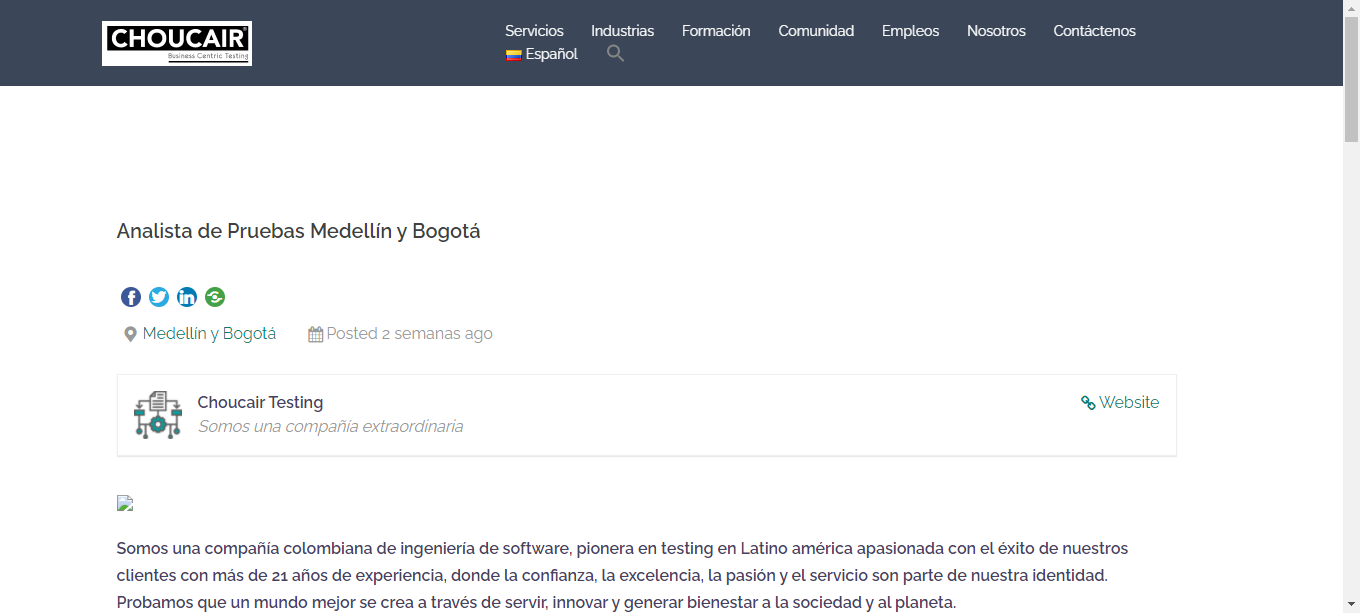 CHOUCAIR
Business Centric Testing
Servicios Industrias Formación Comunidad Empleos Nosotros Contáctenos
Español
Analista de Pruebas Medellín y Bogotá
Medellín y Bogotá Posted 2 semanas ago
Choucair Testing Website
Somos una compañía extraordinaria
Somos una compañía colombiana de ingeniería de software, pionera en testing en Latino américa apasionada con el éxito de nuestros
clientes con más de 21 años de experiencia, donde la confianza, la excelencia, la pasión y el servicio son parte de nuestra identidad.
Probamos que un mundo mejor se crea a través de servir, innovar y generar bienestar a la sociedad y al planeta.